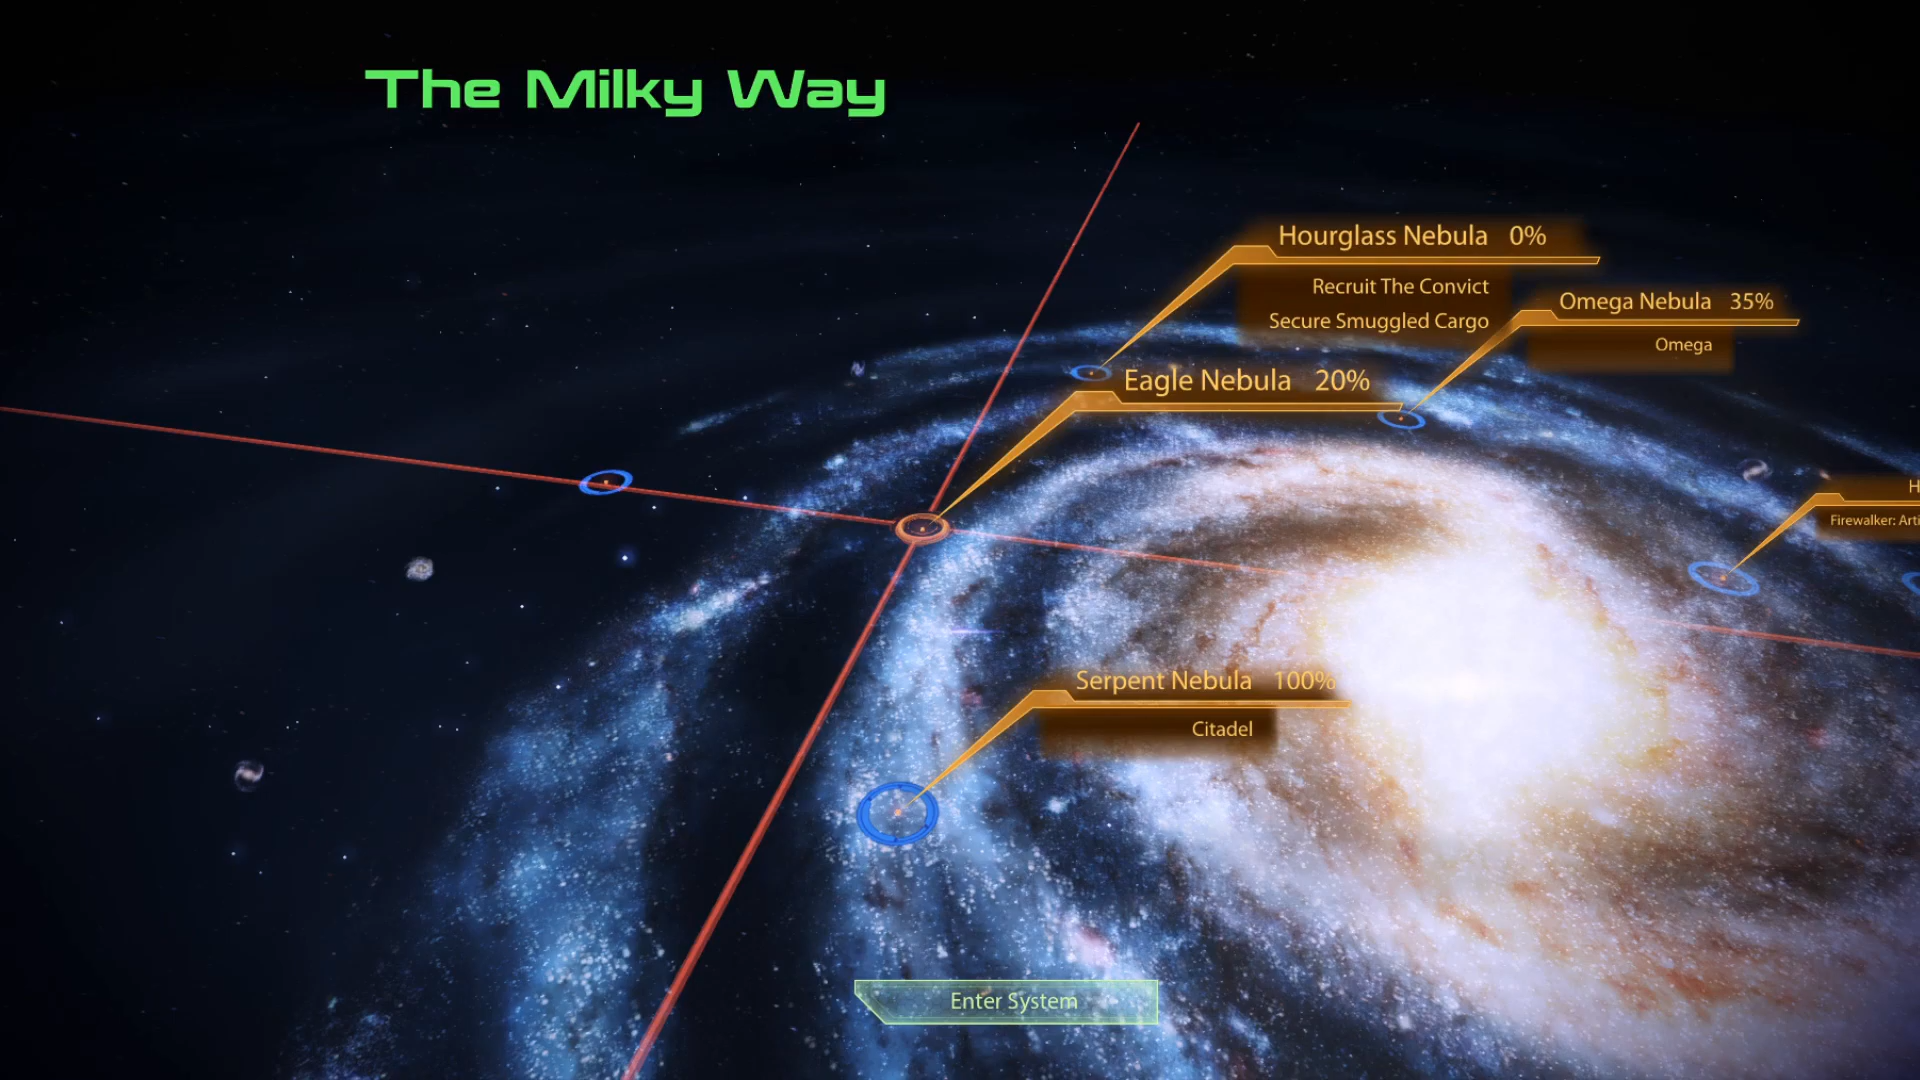 The Milky Way
Hourglass Nebula 0%
Recruit The Convict
Secure Smuggled Cargo
Omega Nebula 35%
Omega
Eagle Nebula 20%
Firewalker:
Serpent Nebula 100%
Citadel
Enter System